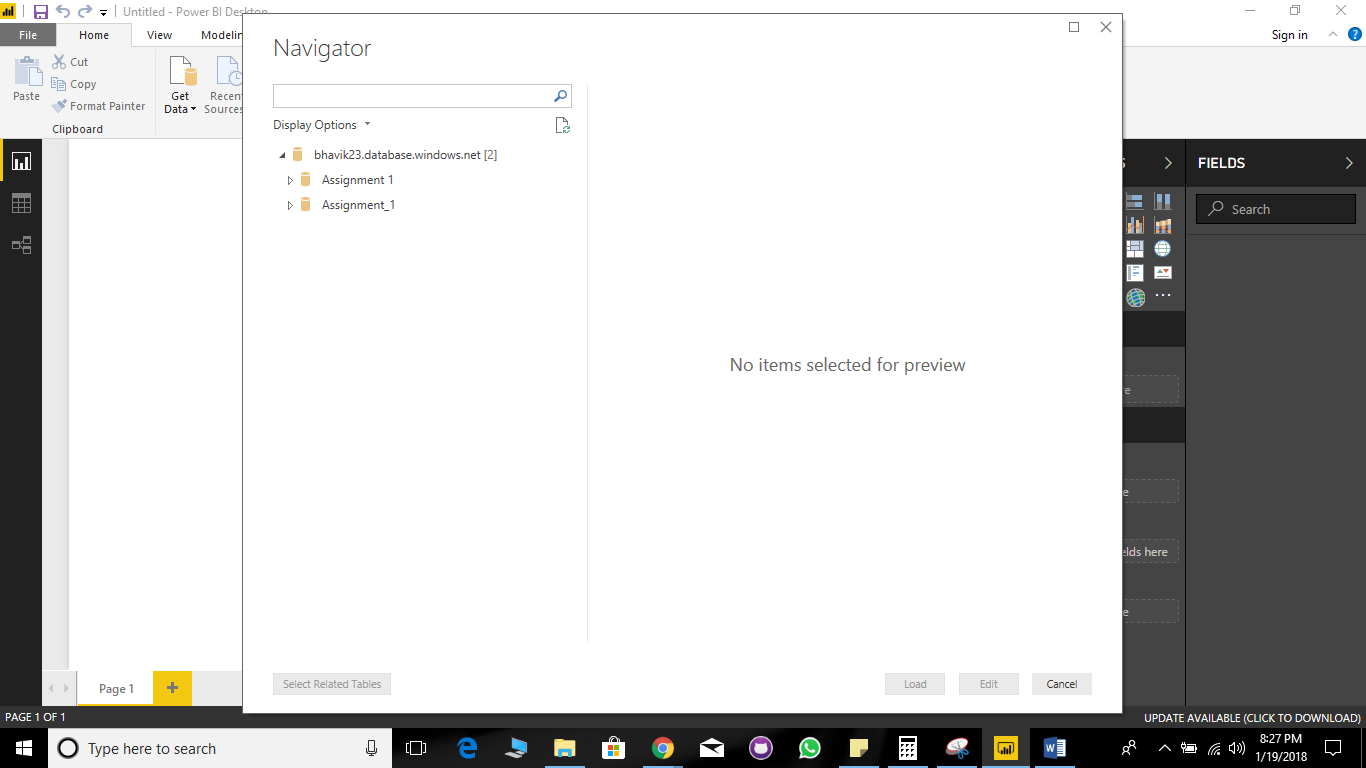 Untitled - Power BI Desktop
File Home View Modelin
Sign in
Paste
Cut
Copy
Format Painter
Clipboard
Get Data
Recen
Sources
Navigator
Display Options
bhavik23.database.windows.net [2]
Assignment 1
Assignment_1
No items selected for preview
Select Related Tables
Load Edit Cancel
S
FIELDS
Search
re
e
elds here
e
Page 1
PAGE 1 OF 1
UPDATE AVAILABLE (CLICK TO DOWNLOAD)
Type here to search
8:27 PM
1/19/2018